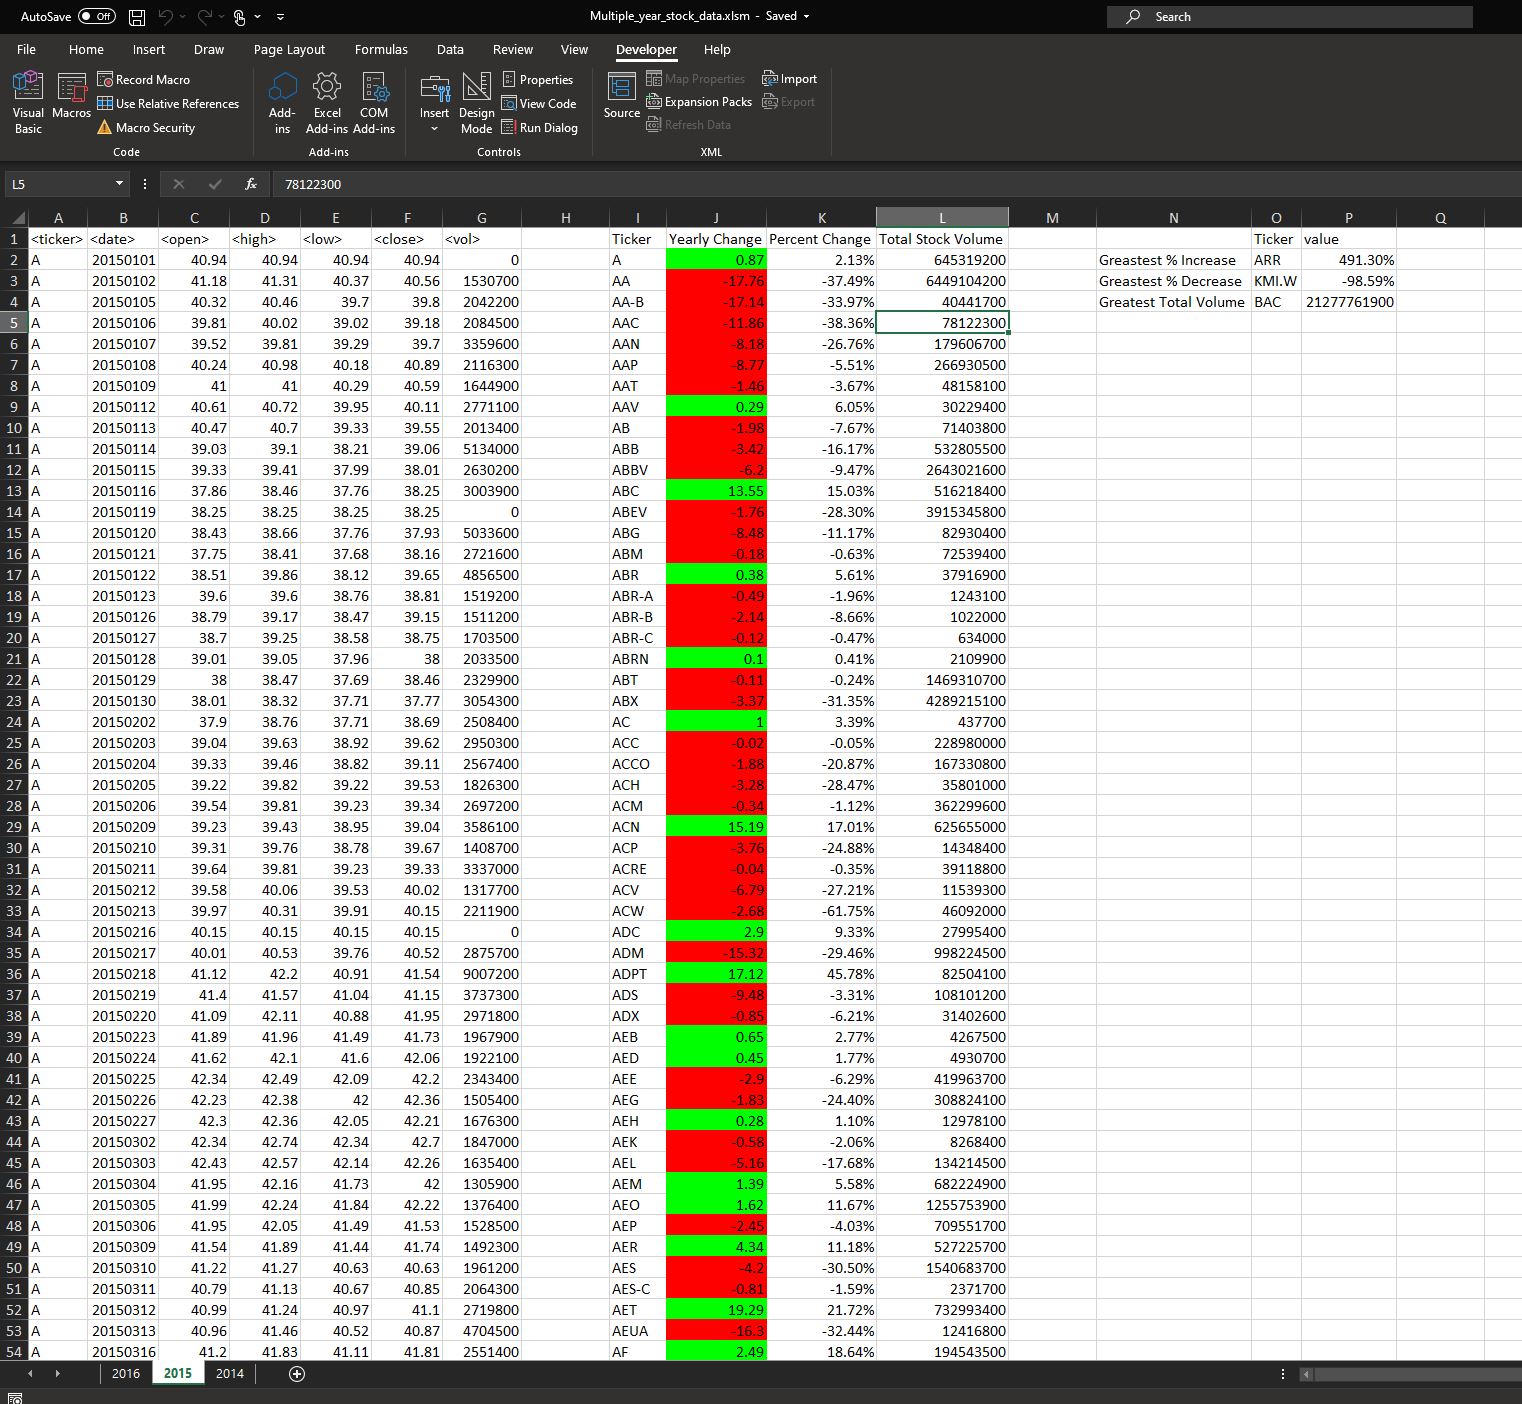 AutoSave Off Multiple_year_stock_data.xlsm - Saved Search
File Home Insert Draw Page Layout Formulas Data Review View Developer Help
Visual Basic Macros Record Macro Use Relative References Macro Security Code
Add-ins Excel Add-ins COM Add-ins Add-ins
Insert Design Mode Properties View Code Run Dialog Controls
Source Map Properties Expansion Packs Refresh Data Import Export XML
L5 fx 78122300
A B C D E F G H I J K L M N O P Q
1 <ticker> <date> <open> <high> <low> <close> <vol> Ticker Yearly Change Percent Change Total Stock Volume Ticker value
2 A 20150101 40.94 40.94 40.94 40.94 0 A 0.87 2.13% 645319200 Greastest % Increase ARR 491.30%
3 A 20150102 41.18 41.31 40.37 40.56 1530700 AA -17.76 -37.49% 6449104200 Greastest % Decrease KMI.W -98.59%
4 A 20150105 40.32 40.46 39.7 39.8 2042200 AA-B -17.14 -33.97% 40441700 Greatest Total Volume BAC 21277761900
5 A 20150106 39.81 40.02 39.02 39.18 2084500 AAC -11.86 -38.36% 78122300
6 A 20150107 39.52 39.81 39.29 39.7 3359600 AAN -8.18 -26.76% 179606700
7 A 20150108 40.24 40.98 40.18 40.89 2116300 AAP -8.77 -5.51% 266930500
8 A 20150109 41 41 40.29 40.59 1644900 AAT -1.46 -3.67% 48158100
9 A 20150112 40.61 40.72 39.95 40.11 2771100 AAV 0.29 6.05% 30229400
10 A 20150113 40.47 40.7 39.33 39.55 2013400 AB -1.98 -7.67% 71403800
11 A 20150114 39.03 39.1 38.21 39.06 5134000 ABB -3.42 -16.17% 532805500
12 A 20150115 39.33 39.41 37.99 38.01 2630200 ABBV -6.2 -9.47% 2643021600
13 A 20150116 37.86 38.46 37.76 38.25 3003900 ABC 13.55 15.03% 516218400
14 A 20150119 38.25 38.25 38.25 38.25 0 ABEV -1.76 -28.30% 3915345800
15 A 20150120 38.43 38.66 37.76 37.93 5033600 ABG -8.48 -11.17% 82930400
16 A 20150121 37.75 38.41 37.68 38.16 2721600 ABM -0.18 -0.63% 72539400
17 A 20150122 38.51 39.86 38.12 39.65 4856500 ABR 0.38 5.61% 37916900
18 A 20150123 39.6 39.6 38.76 38.81 1519200 ABR-A -0.49 -1.96% 1243100
19 A 20150126 38.79 39.17 38.47 39.15 1511200 ABR-B -2.14 -8.66% 1022000
20 A 20150127 38.7 39.25 38.58 38.75 1703500 ABR-C -0.12 -0.47% 634000
21 A 20150128 39.01 39.05 37.96 38 2033500 ABRN 0.1 0.41% 2109900
22 A 20150129 38 38.47 37.69 38.46 2329900 ABT -0.11 -0.24% 1469310700
23 A 20150130 38.01 38.32 37.71 37.77 3054300 ABX -3.37 -31.35% 4289215100
24 A 20150202 37.9 38.76 37.71 38.69 2508400 AC 1 3.39% 437700
25 A 20150203 39.04 39.63 38.92 39.62 2950300 ACC -0.02 -0.05% 228980000
26 A 20150204 39.33 39.46 38.82 39.11 2567400 ACCO -1.88 -20.87% 167330800
27 A 20150205 39.22 39.82 39.22 39.53 1826300 ACH -3.28 -28.47% 35801000
28 A 20150206 39.54 39.81 39.23 39.34 2697200 ACM -0.34 -1.12% 362299600
29 A 20150209 39.23 39.43 38.95 39.04 3586100 ACN 15.19 17.01% 625655000
30 A 20150210 39.31 39.76 38.78 39.67 1408700 ACP -3.76 -24.88% 14348400
31 A 20150211 39.64 39.81 39.23 39.33 3337000 ACRE -0.04 -0.35% 39118800
32 A 20150212 39.58 40.06 39.53 40.02 1317700 ACV -6.79 -27.21% 11539300
33 A 20150213 39.97 40.31 39.91 40.15 2211900 ACW -2.68 -61.75% 46092000
34 A 20150216 40.15 40.15 40.15 40.15 0 ADC 2.9 9.33% 27995400
35 A 20150217 40.01 40.53 39.76 40.52 2875700 ADM -15.32 -29.46% 998224500
36 A 20150218 41.12 42.2 40.91 41.54 9007200 ADPT 17.12 45.78% 82504100
37 A 20150219 41.4 41.57 41.04 41.15 3737300 ADS -9.48 -3.31% 108101200
38 A 20150220 41.09 42.11 40.88 41.95 2971800 ADX -0.85 -6.21% 31402600
39 A 20150223 41.89 41.96 41.49 41.73 1967900 AEB 0.65 2.77% 4267500
40 A 20150224 41.62 42.1 41.6 42.06 1922100 AED 0.45 1.77% 4930700
41 A 20150225 42.34 42.49 42.09 42.2 2343400 AEE -2.9 -6.29% 419963700
42 A 20150226 42.23 42.38 42 42.36 1505400 AEG -1.83 -24.40% 308824100
43 A 20150227 42.3 42.36 42.05 42.21 1676300 AEH 0.28 1.10% 12978100
44 A 20150302 42.34 42.74 42.34 42.7 1847000 AEK -0.58 -2.06% 8268400
45 A 20150303 42.43 42.57 42.14 42.26 1635400 AEL -5.16 -17.68% 134214500
46 A 20150304 41.95 42.16 41.73 42 1305900 AEM 1.39 5.58% 682224900
47 A 20150305 41.99 42.24 41.84 42.22 1376400 AEO 1.62 11.67% 1255753900
48 A 20150306 41.95 42.05 41.49 41.53 1528500 AEP -2.45 -4.03% 709551700
49 A 20150309 41.54 41.89 41.44 41.74 1492300 AER 4.34 11.18% 527225700
50 A 20150310 41.22 41.27 40.63 40.63 1961200 AES -4.2 -30.50% 1540683700
51 A 20150311 40.79 41.13 40.67 40.85 2064300 AES-C -0.81 -1.59% 2371700
52 A 20150312 40.99 41.24 40.97 41.1 2719800 AET 19.29 21.72% 732993400
53 A 20150313 40.96 41.46 40.52 40.87 4704500 AEUA -16.3 -32.44% 12416800
54 A 20150316 41.2 41.83 41.11 41.81 2551400 AF 2.49 18.64% 194543500
2016 2015 2014